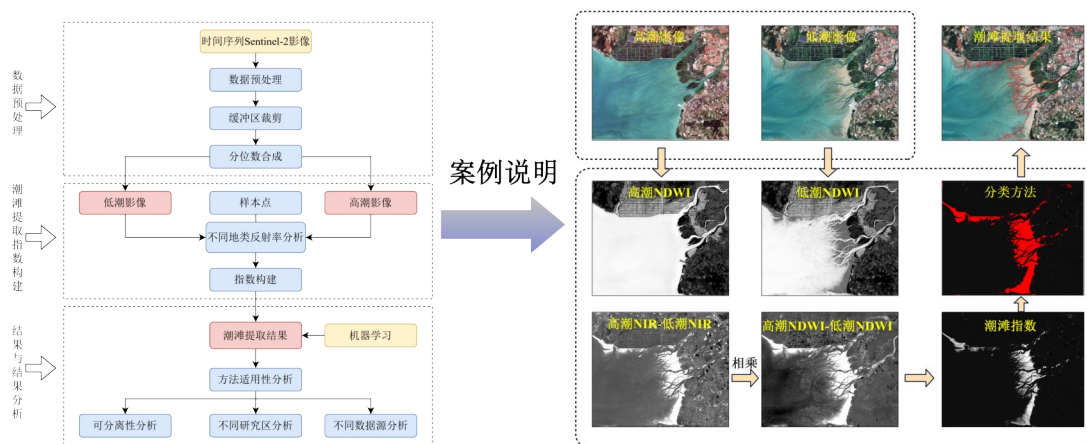 数据预处理
时间序列Sentinel-2影像
数据预处理
缓冲区裁剪
分位数合成
潮滩提取指数构建
低潮影像
样本点
高潮影像
不同地类反射率分析
指数构建
结果与结果分析
潮滩提取结果
机器学习
方法适用性分析
可分离性分析
不同研究区分析
不同数据源分析
案例说明
高潮影像
低潮影像
潮滩提取结果
高潮NDWI
低潮NDWI
分类方法
高潮NIR-低潮NIR
相乘
高潮NDWI-低潮NDWI
潮滩指数